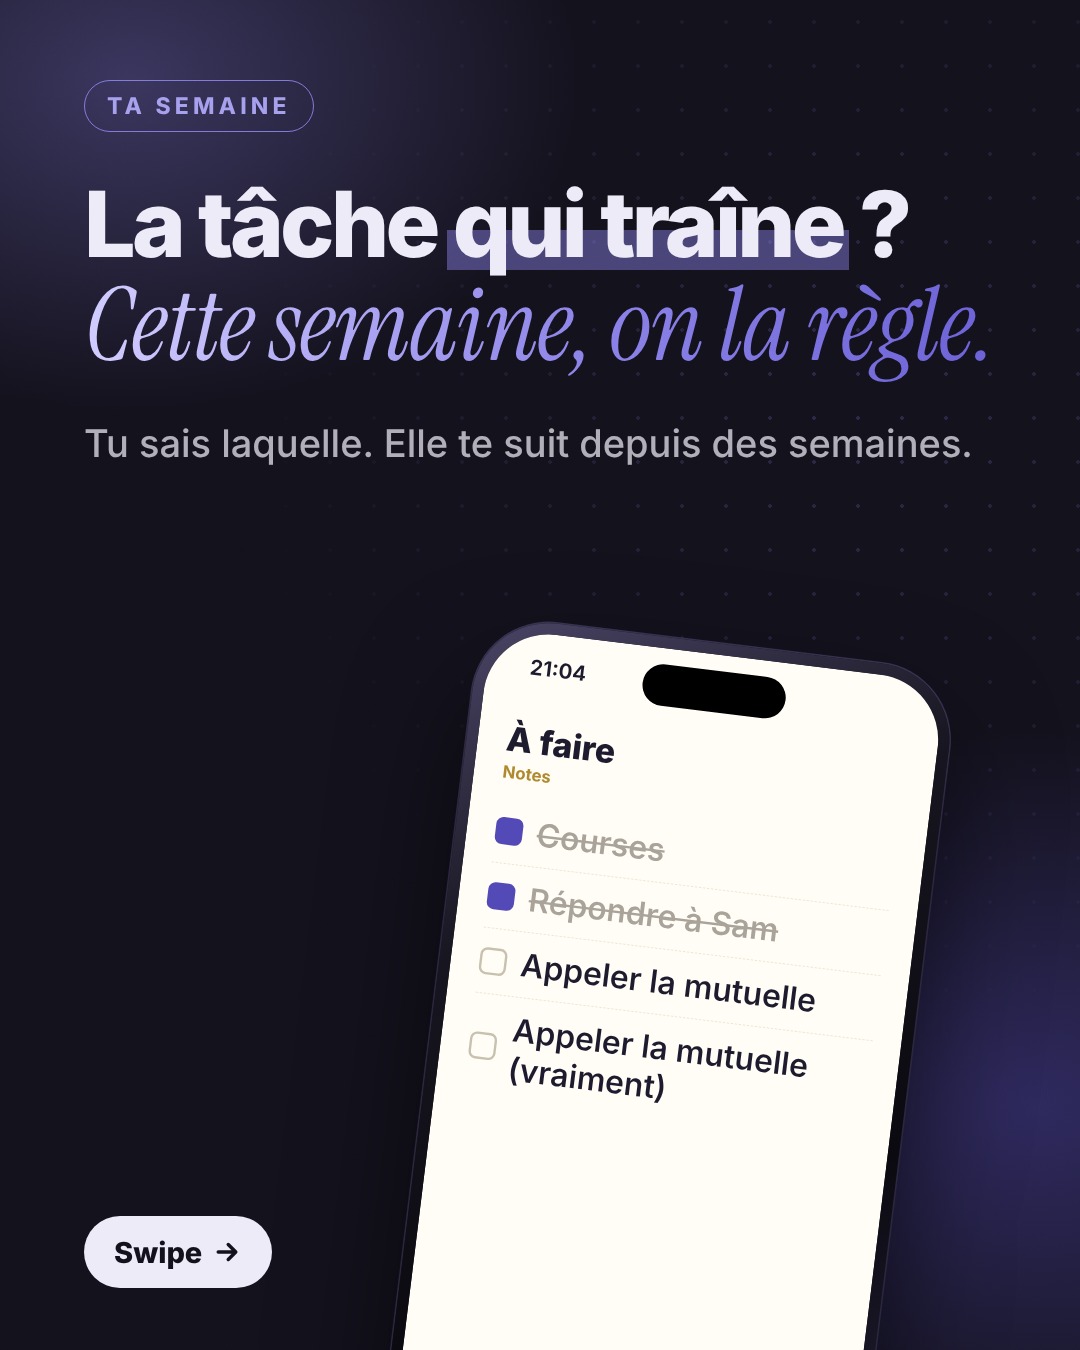 TA SEMAINE
La tâche qui traîne ?
Cette semaine, on la règle.
Tu sais laquelle. Elle te suit depuis des semaines.
21:04
À faire
Notes
Courses
Répondre à Sam
Appeler la mutuelle
Appeler la mutuelle
(vraiment)
Swipe →